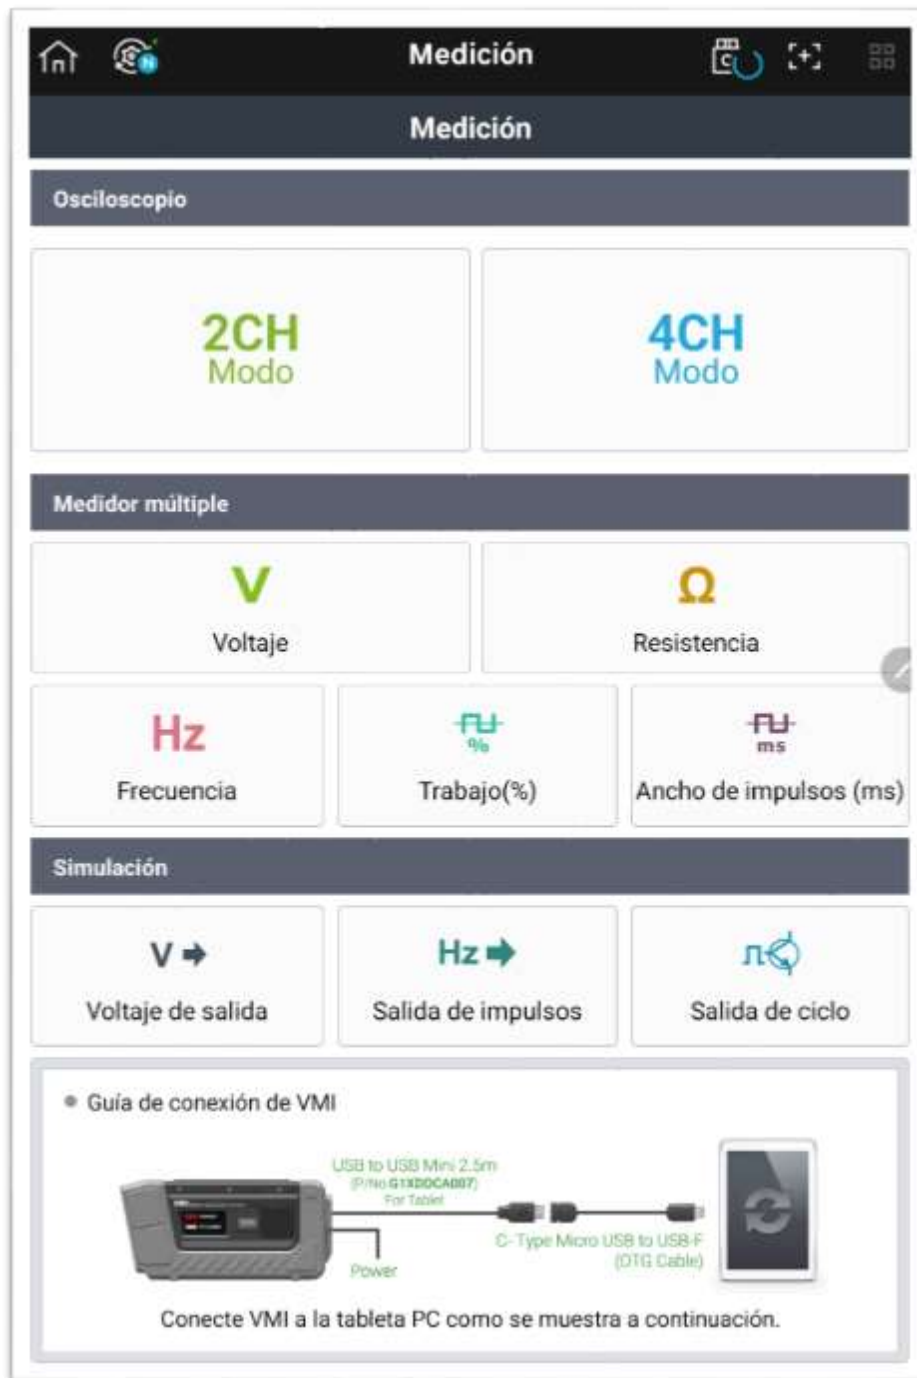 Medición
Medición
Osciloscopio
2CH
Modo
4CH
Modo
Medidor múltiple
V
Voltaje
Ω
Resistencia
Hz
Frecuencia
%
Trabajo(%)
ms
Ancho de impulsos (ms)
Simulación
V
Voltaje de salida
Hz
Salida de impulsos
Salida de ciclo
Guía de conexión de VMI
USB to USB Mini 2.5m
(P/No.G1XDDCA007)
For Tablet
C- Type Micro USB to USB-F
(OTG Cable)
Power
Conecte VMI a la tableta PC como se muestra a continuación.